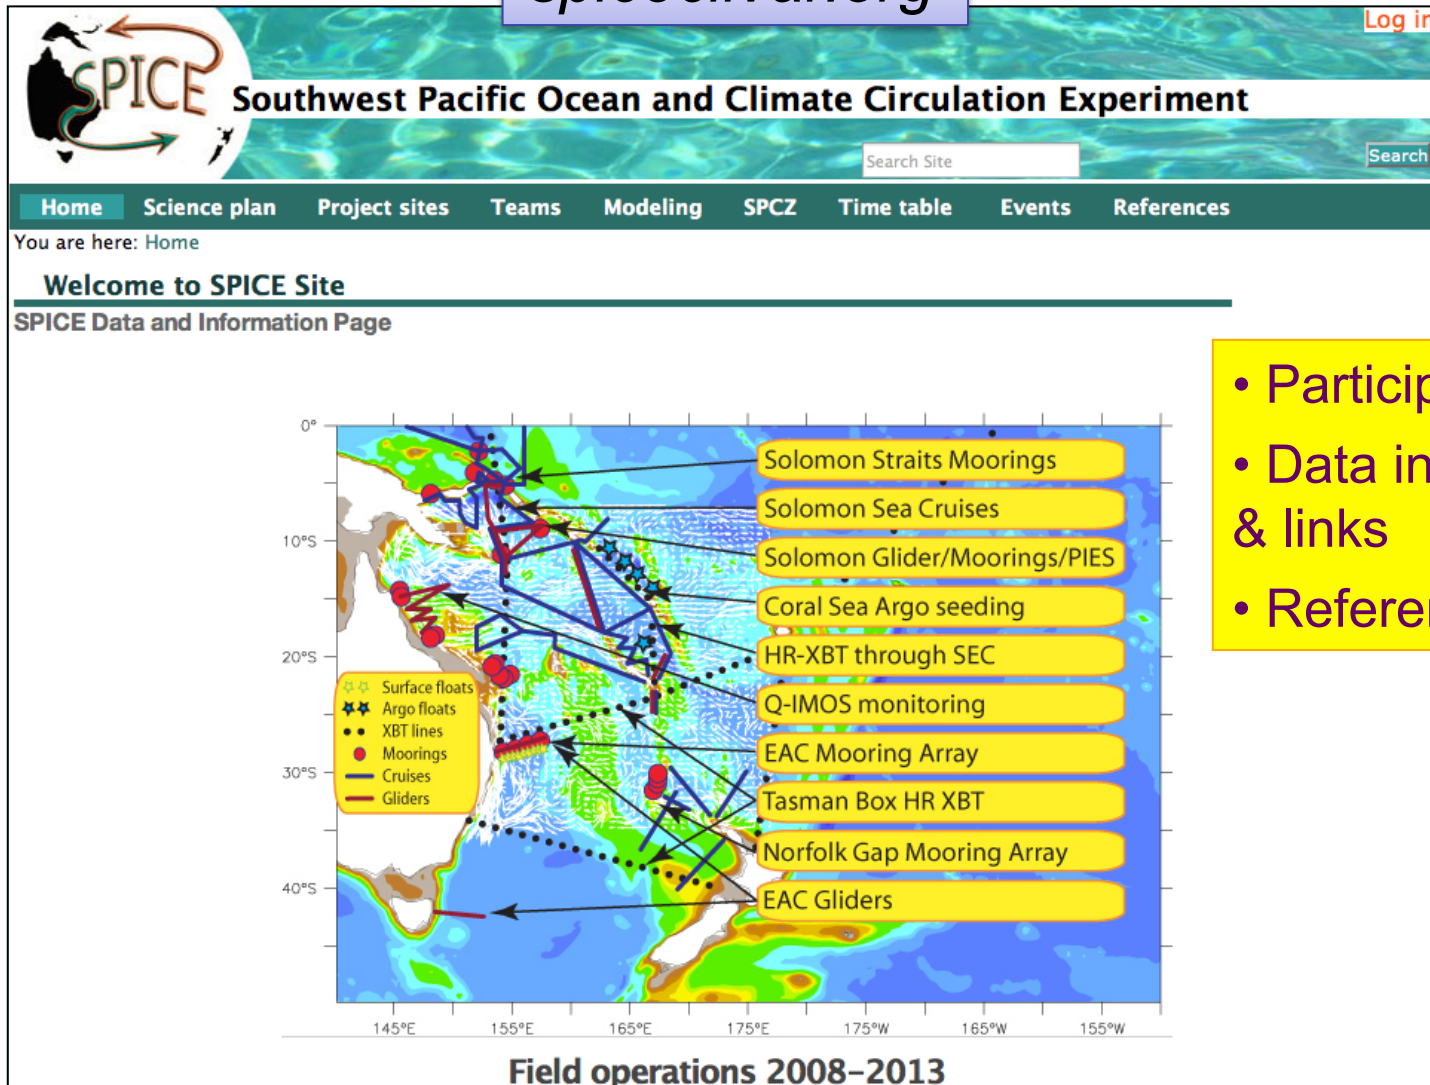 SPICE
Log in
Southwest Pacific Ocean and Climate Circulation Experiment
Search Site
Search
Home Science plan Project sites Teams Modeling SPCZ Time table Events References
You are here: Home
Welcome to SPICE Site
SPICE Data and Information Page
• Particip
• Data in
& links
• Referen
0°
10°S
20°S
30°S
40°S
Solomon Straits Moorings
Solomon Sea Cruises
Solomon Glider/Moorings/PIES
Coral Sea Argo seeding
HR-XBT through SEC
Q-IMOS monitoring
EAC Mooring Array
Tasman Box HR XBT
Norfolk Gap Mooring Array
EAC Gliders
Surface floats
Argo floats
XBT lines
Moorings
Cruises
Gliders
145°E 155°E 165°E 175°E 175°W 165°W 155°W
Field operations 2008–2013